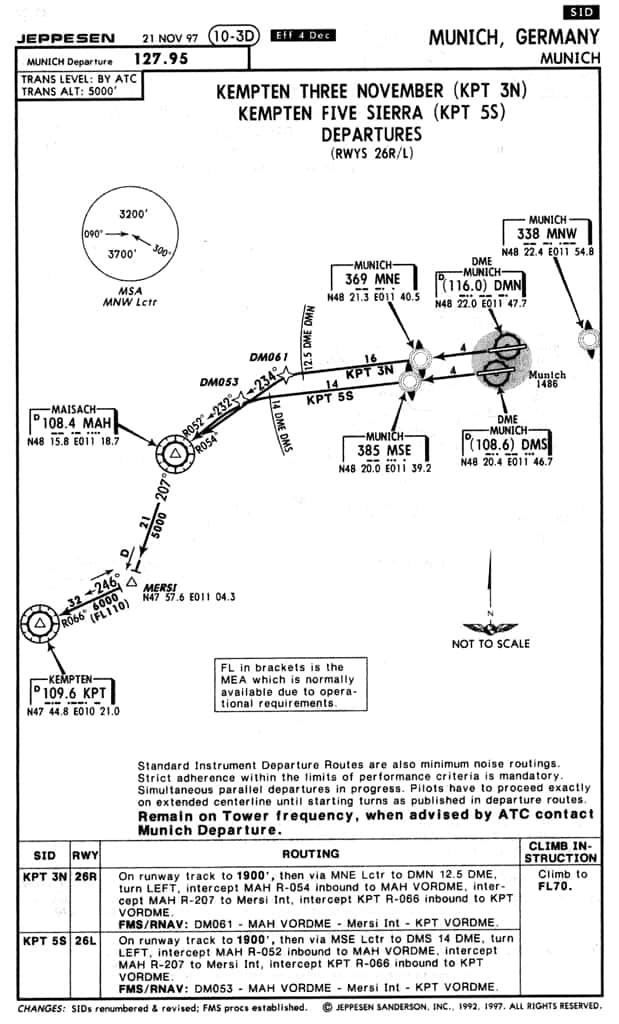 SID
JEPPESEN 21 NOV 97 (10-3D) Eff 4 Dec MUNICH, GERMANY
MUNICH Departure 127.95 MUNICH
TRANS LEVEL: BY ATC
TRANS ALT: 5000'
KEMPTEN THREE NOVEMBER (KPT 3N)
KEMPTEN FIVE SIERRA (KPT 5S)
DEPARTURES
(RWYS 26R/L)
3200'
090°
3700'
300°
MSA
MNW Lctr
MUNICH
338 MNW
N48 22.4 E011 54.8
DME
MUNICH
D (116.0) DMN
N48 22.0 E011 47.7
MUNICH
369 MNE
N48 21.3 E011 40.5
12.5 DME DMN
DM061
16
KPT 3N
4
234°
DM053
14
KPT 5S
4
232°
Munich
1486
R052°
R054°
14 DME DMS
MAISACH
D 108.4 MAH
N48 15.8 E011 18.7
MUNICH
385 MSE
N48 20.0 E011 39.2
DME
MUNICH
D (108.6) DMS
N48 20.4 E011 46.7
207°
21
5000
D
MERSI
N47 57.6 E011 04.3
246°
32
6000
(FL110)
R066°
KEMPTEN
D 109.6 KPT
N47 44.8 E010 21.0
N
NOT TO SCALE
FL in brackets is the
MEA which is normally
available due to opera-
tional requirements.
Standard Instrument Departure Routes are also minimum noise routings.
Strict adherence within the limits of performance criteria is mandatory.
Simultaneous parallel departures in progress. Pilots have to proceed exactly
on extended centerline until starting turns as published in departure routes.
Remain on Tower frequency, when advised by ATC contact
Munich Departure.
SID RWY ROUTING CLIMB IN-
STRUCTION
KPT 3N 26R On runway track to 1900', then via MNE Lctr to DMN 12.5 DME, Climb to
turn LEFT, intercept MAH R-054 inbound to MAH VORDME, inter- FL70.
cept MAH R-207 to Mersi Int, intercept KPT R-066 inbound to KPT
VORDME.
FMS/RNAV: DM061 - MAH VORDME - Mersi Int - KPT VORDME.
KPT 5S 26L On runway track to 1900', then via MSE Lctr to DMS 14 DME, turn
LEFT, intercept MAH R-052 inbound to MAH VORDME, intercept
MAH R-207 to Mersi Int, intercept KPT R-066 inbound to KPT
VORDME.
FMS/RNAV: DM053 - MAH VORDME - Mersi Int - KPT VORDME.
CHANGES: SIDs renumbered & revised; FMS procs established. © JEPPESEN SANDERSON, INC., 1992, 1997. ALL RIGHTS RESERVED.